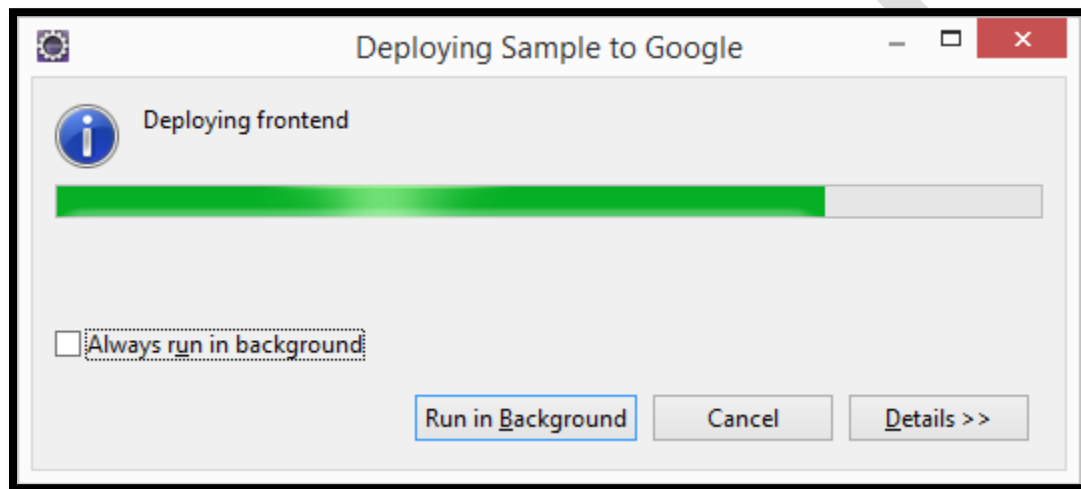 Deploying Sample to Google
Deploying frontend
Always run in background
Run in Background
Cancel
Details >>